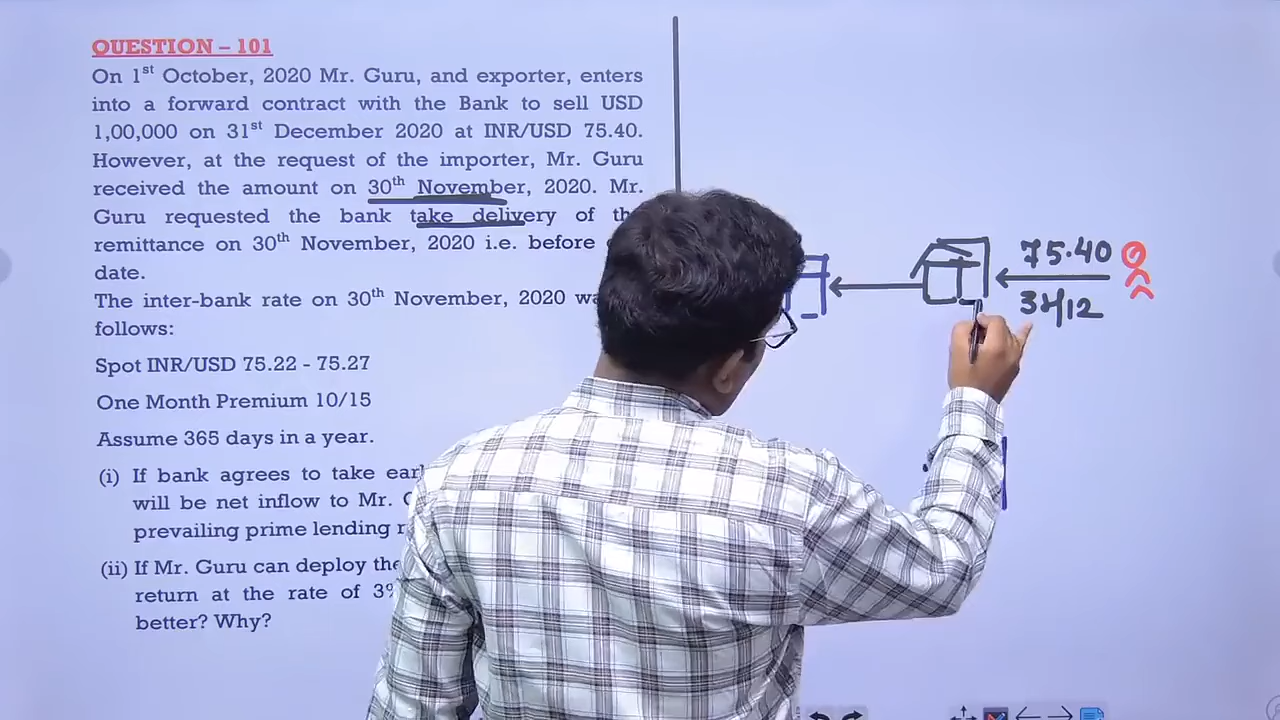 QUESTION – 101
On 1st October, 2020 Mr. Guru, and exporter, enters
into a forward contract with the Bank to sell USD
1,00,000 on 31st December 2020 at INR/USD 75.40.
However, at the request of the importer, Mr. Guru
received the amount on 30th November, 2020. Mr.
Guru requested the bank take delivery of
remittance on 30th November, 2020 i.e. before
date.
The inter-bank rate on 30th November, 2020
follows:
Spot INR/USD 75.22 - 75.27
One Month Premium 10/15
Assume 365 days in a year.
(i) If bank agrees to take
will be net inflow to Mr.
prevailing prime lending
(ii) If Mr. Guru can deploy
return at the rate of
better? Why?
75.40
31/12